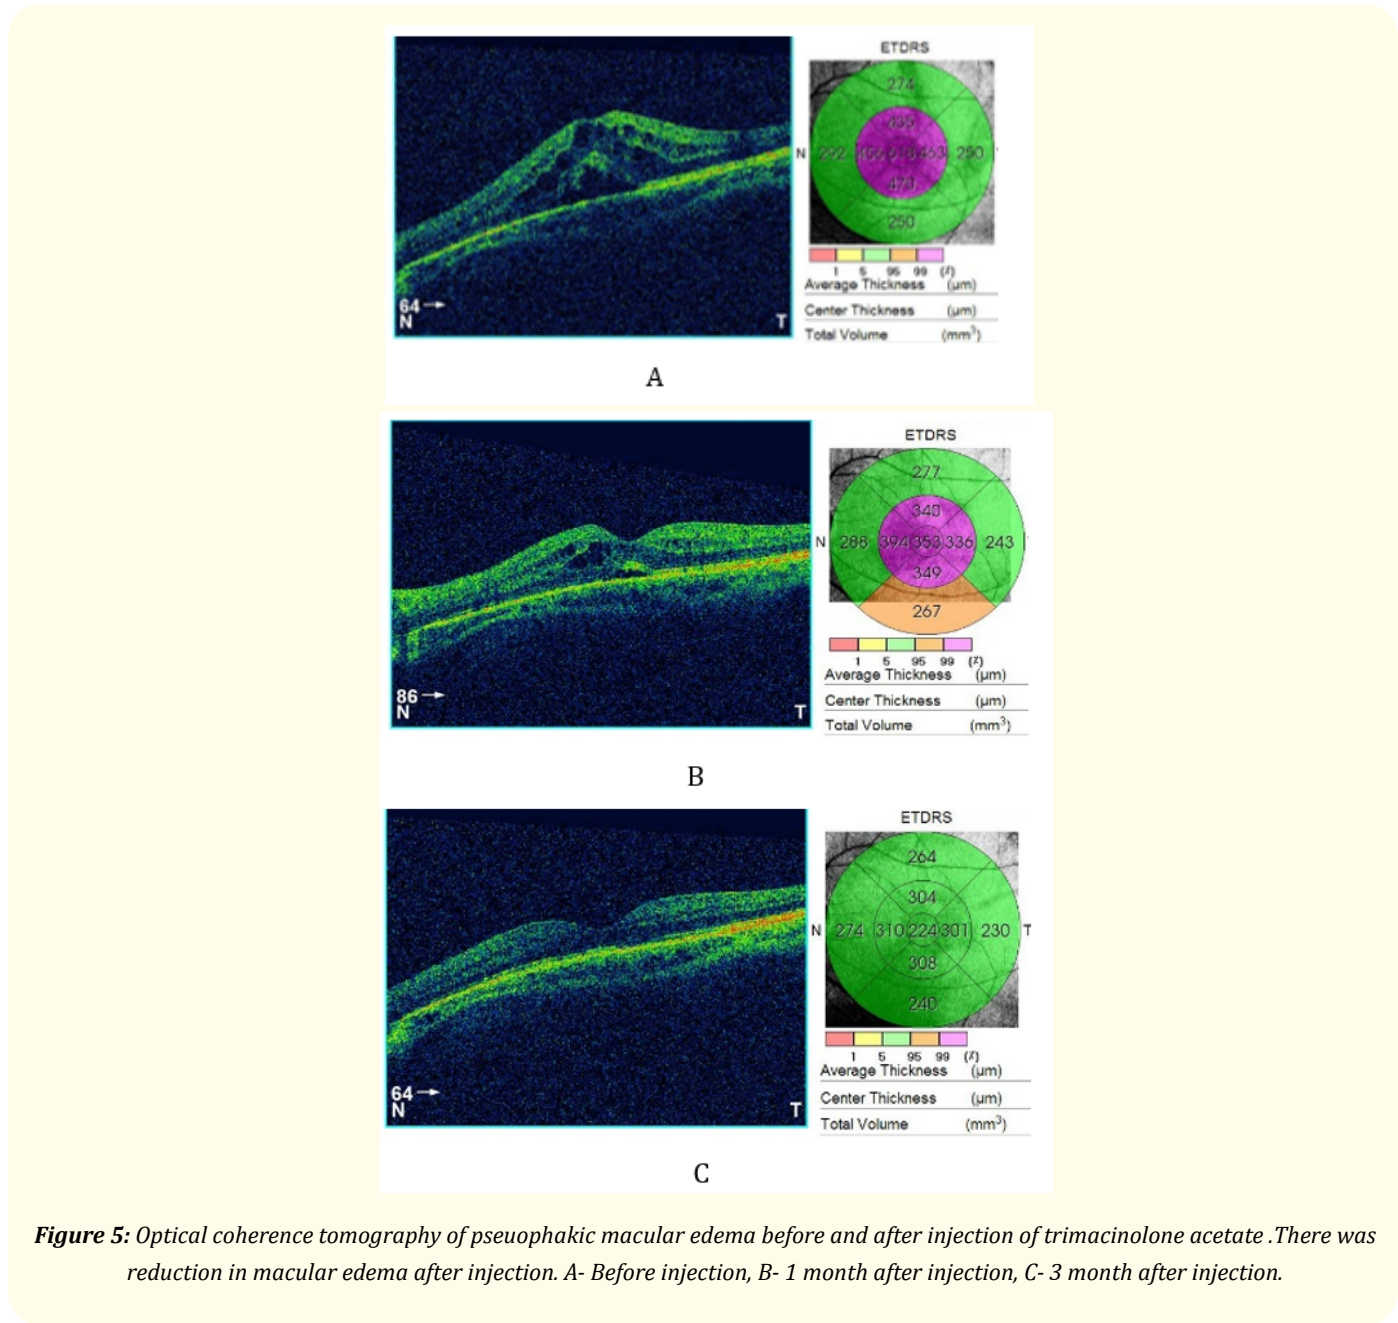 ETDRS
274
435
N 292 463 290
470
250
1 5 95 99 (%)
Average Thickness (µm)
Center Thickness (µm)
Total Volume (mm³)
64→
N T
A
ETDRS
277
340
N 288 394 353 336 243
349
267
1 5 95 99 (%)
Average Thickness (µm)
Center Thickness (µm)
Total Volume (mm³)
86→
N T
B
ETDRS
264
304
N 274 310 224 301 230 T
308
240
1 5 95 99 (%)
Average Thickness (µm)
Center Thickness (µm)
Total Volume (mm³)
64→
N T
C
Figure 5: Optical coherence tomography of pseuophakic macular edema before and after injection of trimacinolone acetate .There was
reduction in macular edema after injection. A- Before injection, B- 1 month after injection, C- 3 month after injection.